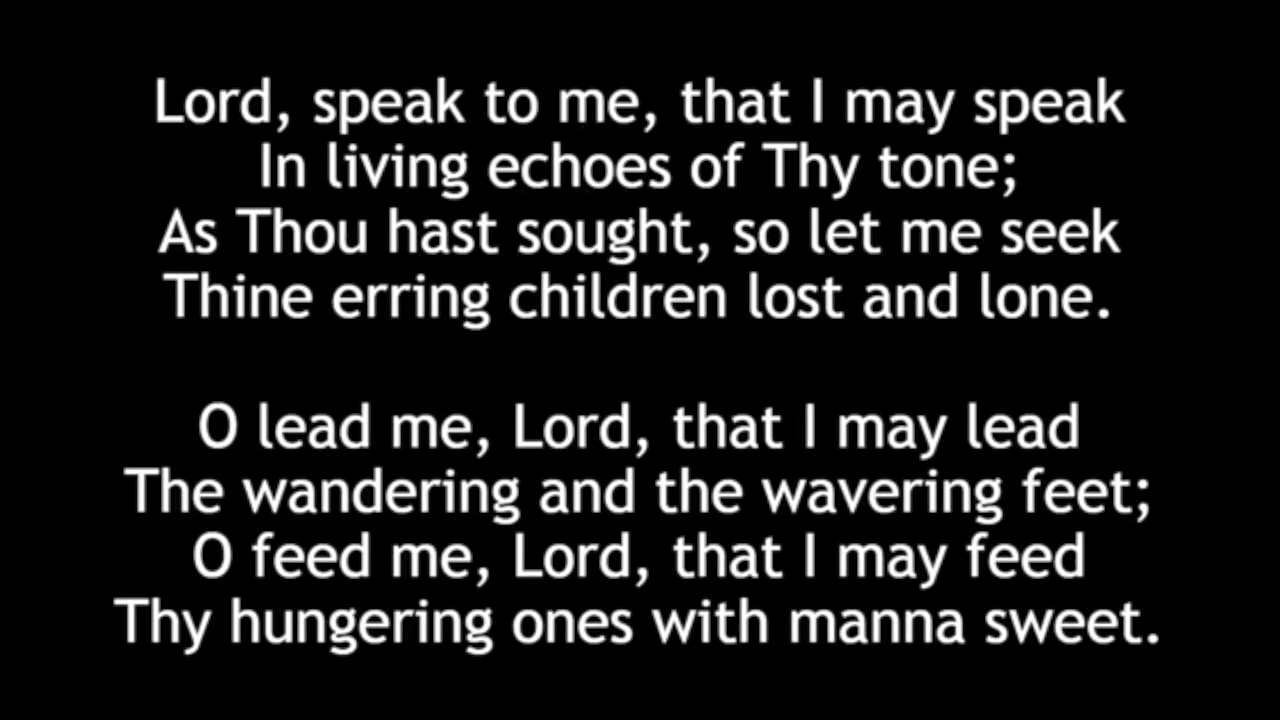 Lord, speak to me, that I may speak
In living echoes of Thy tone;
As Thou hast sought, so let me seek
Thine erring children lost and lone.
O lead me, Lord, that I may lead
The wandering and the wavering feet;
O feed me, Lord, that I may feed
Thy hungering ones with manna sweet.